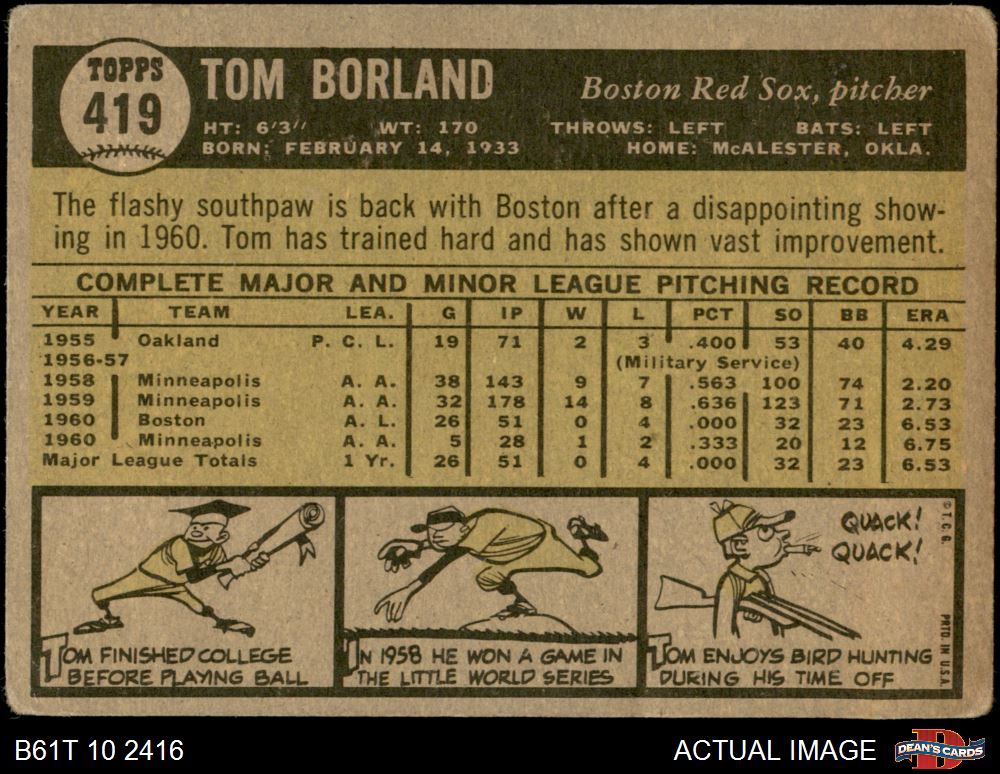 TOPPS
419
TOM BORLAND
Boston Red Sox, pitcher
HT: 6'3" WT: 170 THROWS: LEFT BATS: LEFT
BORN: FEBRUARY 14, 1933 HOME: McALESTER, OKLA.
The flashy southpaw is back with Boston after a disappointing show-
ing in 1960. Tom has trained hard and has shown vast improvement.
COMPLETE MAJOR AND MINOR LEAGUE PITCHING RECORD
YEAR TEAM LEA. G IP W L PCT SO BB ERA
1955 Oakland P. C. L. 19 71 2 3 .400 53 40 4.29
1956-57 (Military Service)
1958 Minneapolis A. A. 38 143 9 7 .563 100 74 2.20
1959 Minneapolis A. A. 32 178 14 8 .636 123 71 2.73
1960 Boston A. L. 26 51 0 4 .000 32 23 6.53
1960 Minneapolis A. A. 5 28 1 2 .333 20 12 6.75
Major League Totals 1 Yr. 26 51 0 4 .000 32 23 6.53
TOM FINISHED COLLEGE
BEFORE PLAYING BALL
IN 1958 HE WON A GAME IN
THE LITTLE WORLD SERIES
QUACK!
QUACK!
TOM ENJOYS BIRD HUNTING
DURING HIS TIME OFF
© T. C. G.
PRTD. IN U.S.A.
B61T 10 2416
ACTUAL IMAGE
DEAN'S CARDS